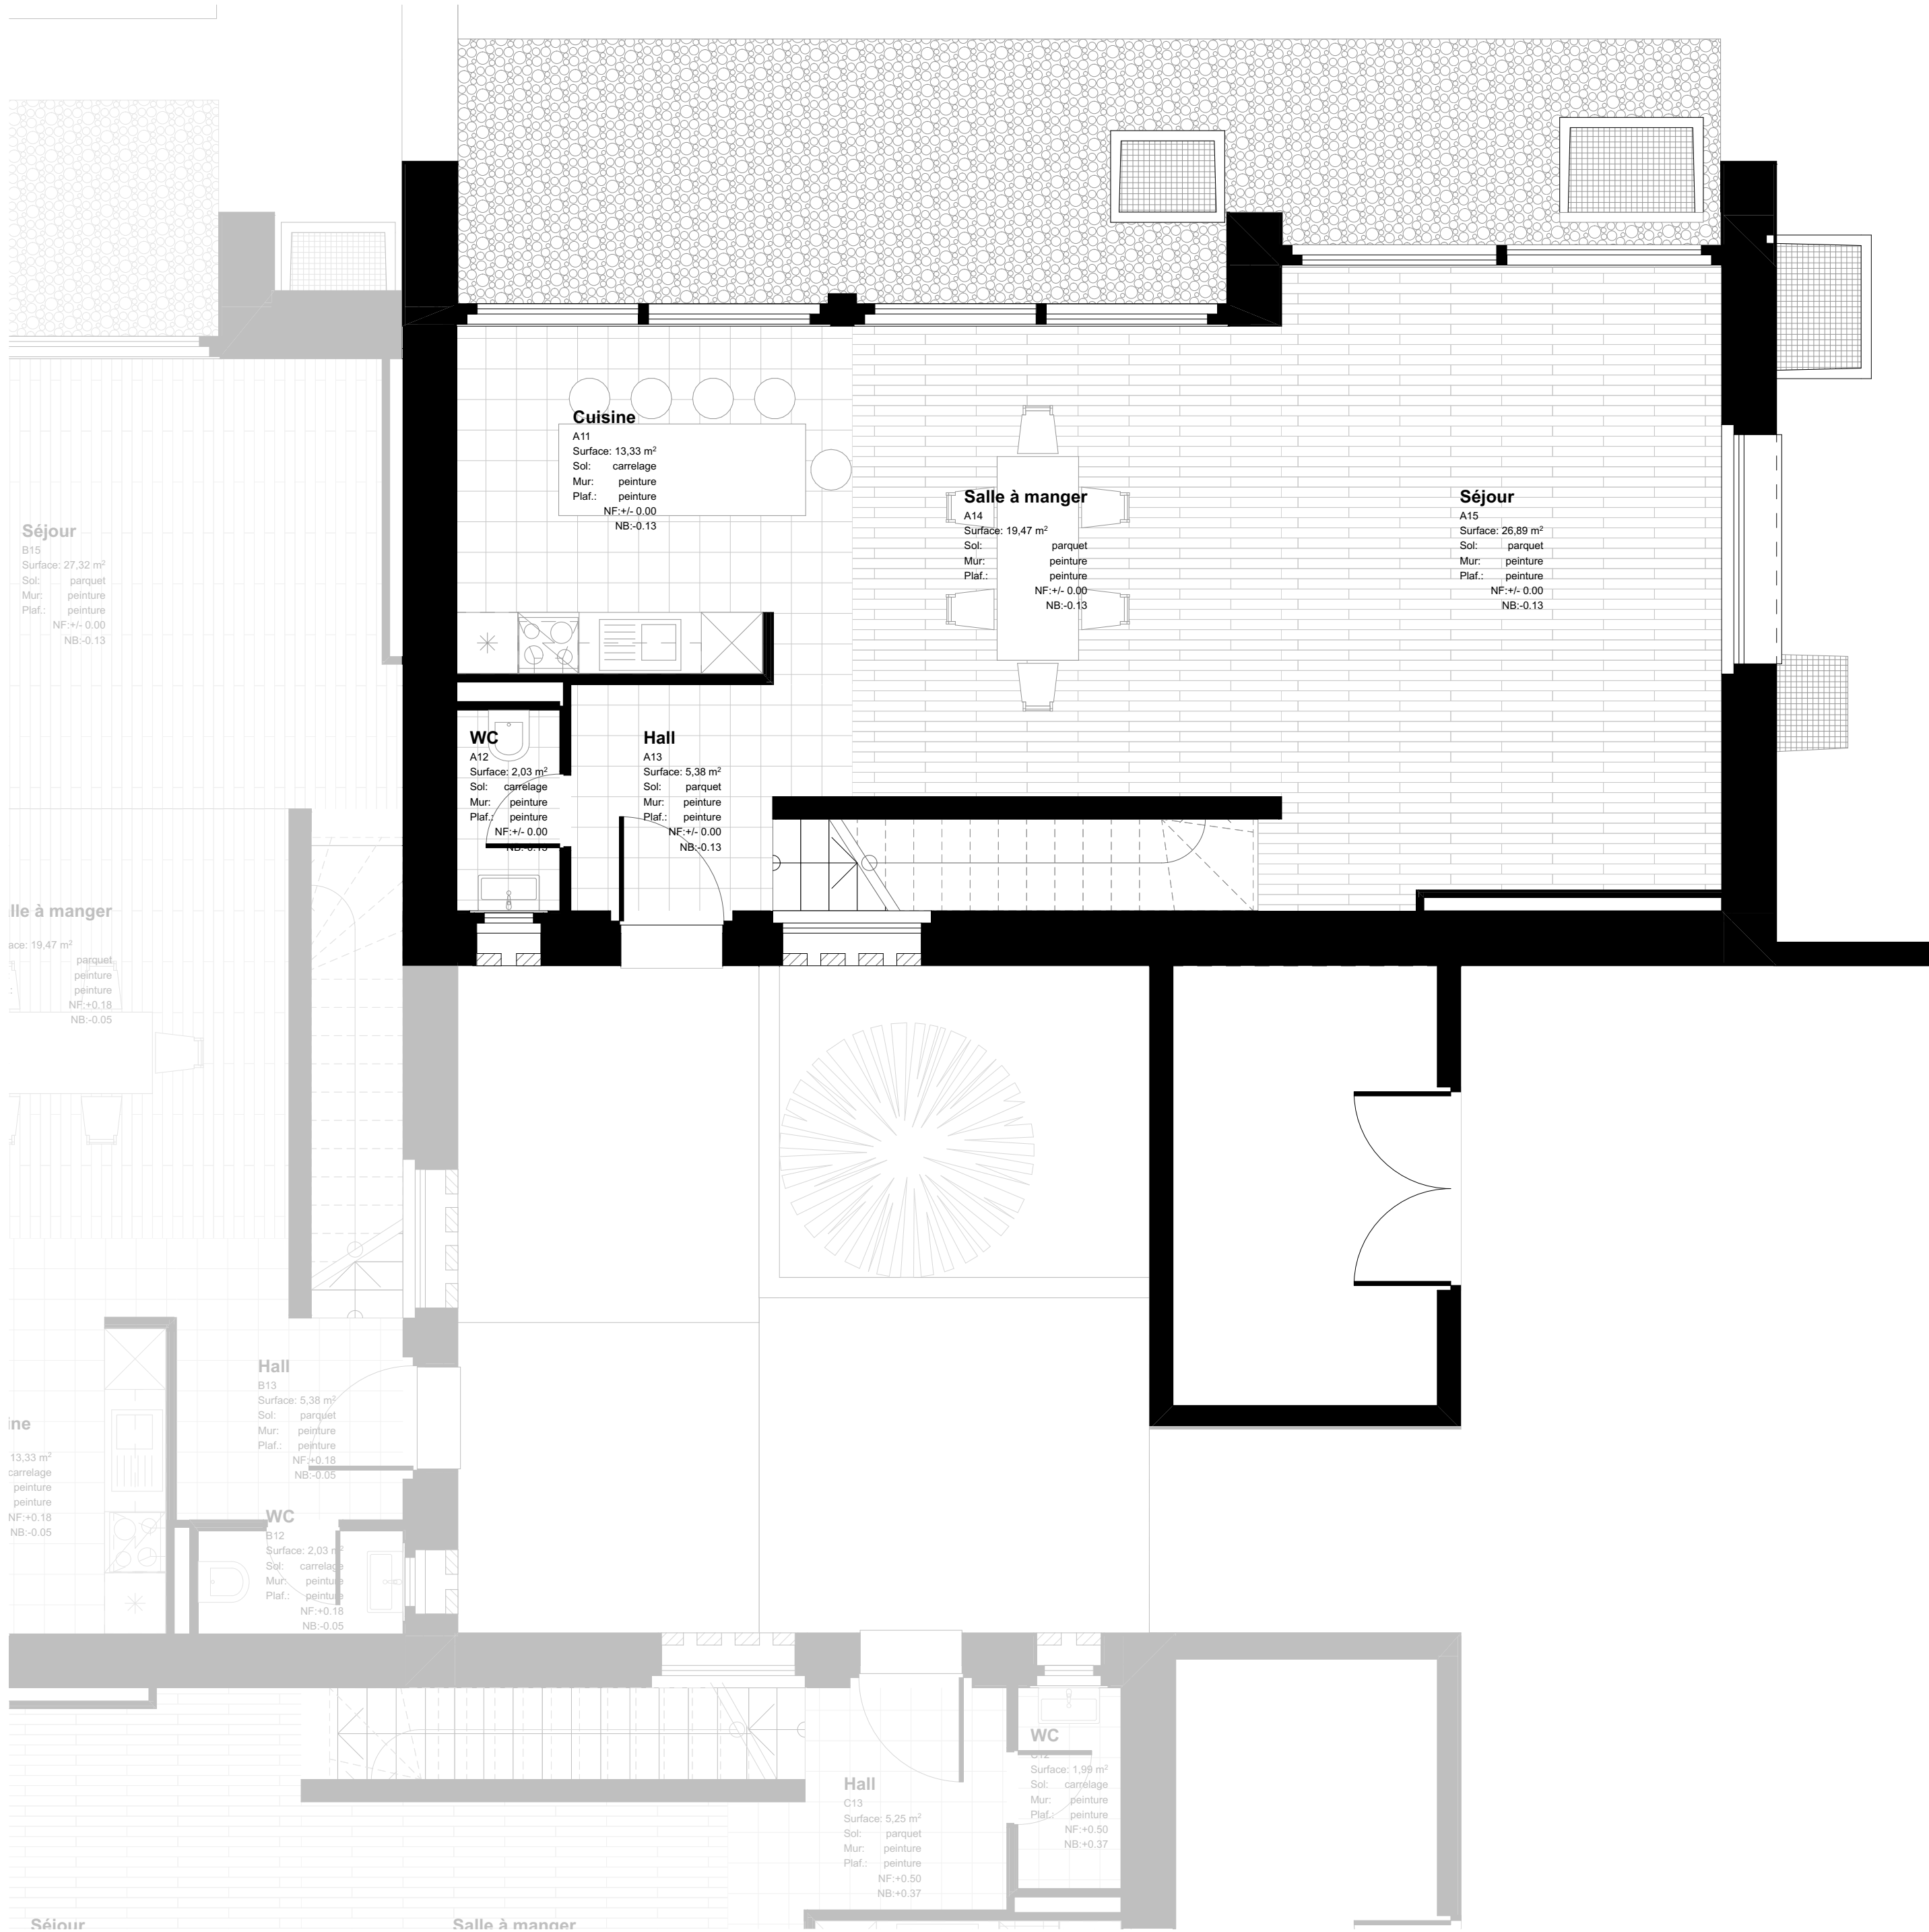 Cuisine
A11
Surface: 13,33 m²
Sol: carrelage
Mur: peinture
Plaf.: peinture
NF:+/- 0.00
NB:-0.13
Salle à manger
A14
Surface: 19,47 m²
Sol: parquet
Mur: peinture
Plaf.: peinture
NF:+/- 0.00
NB:-0.13
Séjour
A15
Surface: 26,89 m²
Sol: parquet
Mur: peinture
Plaf.: peinture
NF:+/- 0.00
NB:-0.13
Séjour
B15
Surface: 27,32 m²
Sol: parquet
Mur: peinture
Plaf.: peinture
NF:+/- 0.00
NB:-0.13
WC
A12
Surface: 2,03 m²
Sol: carrelage
Mur: peinture
Plaf.: peinture
NF:+/- 0.00
NB:-0.13
Hall
A13
Surface: 5,38 m²
Sol: parquet
Mur: peinture
Plaf.: peinture
NF:+/- 0.00
NB:-0.13
lle à manger
ace: 19,47 m²
parquet
peinture
: peinture
NF:+0.18
NB:-0.05
Hall
B13
Surface: 5,38 m²
Sol: parquet
Mur: peinture
Plaf.: peinture
NF:+0.18
NB:-0.05
ine
13,33 m²
carrelage
peinture
peinture
NF:+0.18
NB:-0.05
WC
B12
Surface: 2,03 m²
Sol: carrelage
Mur: peinture
Plaf.: peinture
NF:+0.18
NB:-0.05
WC
C12
Surface: 1,99 m²
Sol: carrelage
Mur: peinture
Plaf.: peinture
NF:+0.50
NB:+0.37
Hall
C13
Surface: 5,25 m²
Sol: parquet
Mur: peinture
Plaf.: peinture
NF:+0.50
NB:+0.37
Séjour
Salle à manger